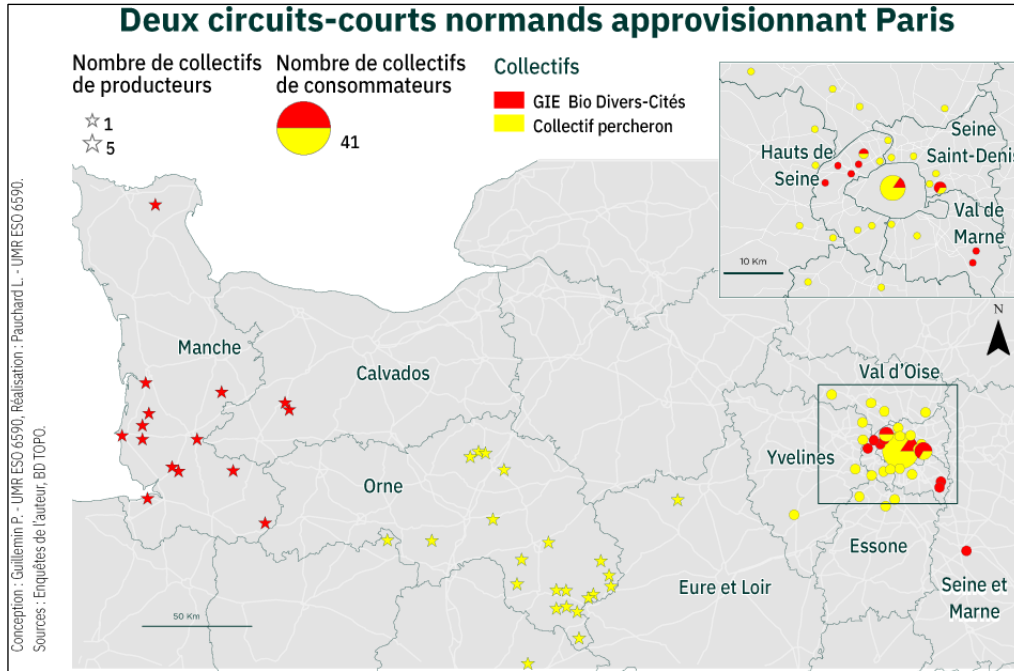 Deux circuits-courts normands approvisionnant Paris
Nombre de collectifs
de producteurs
1
5
Nombre de collectifs
de consommateurs
41
Collectifs
GIE Bio Divers-Cités
Collectif percheron
Hauts de
Seine
Seine
Saint-Denis
Val de
Marne
10 Km
N
Manche
Calvados
Orne
Eure et Loir
Yvelines
Val d'Oise
Essone
Seine et
Marne
50 Km
Conception : Guillemin P. - UMR ESO 6590, Réalisation : Pauchard L. - UMR ESO 6590.
Sources : Enquêtes de l'auteur, BD TOPO.